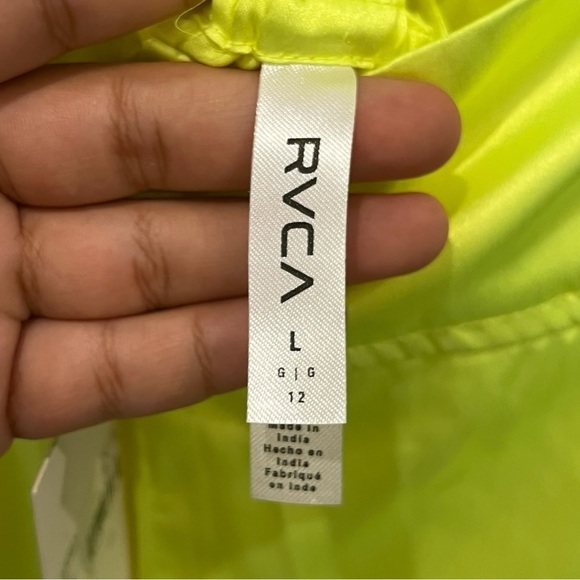 RVCA
L
G | G
12
Made in
India
Hecho en
India
Fabriqué
en Inde